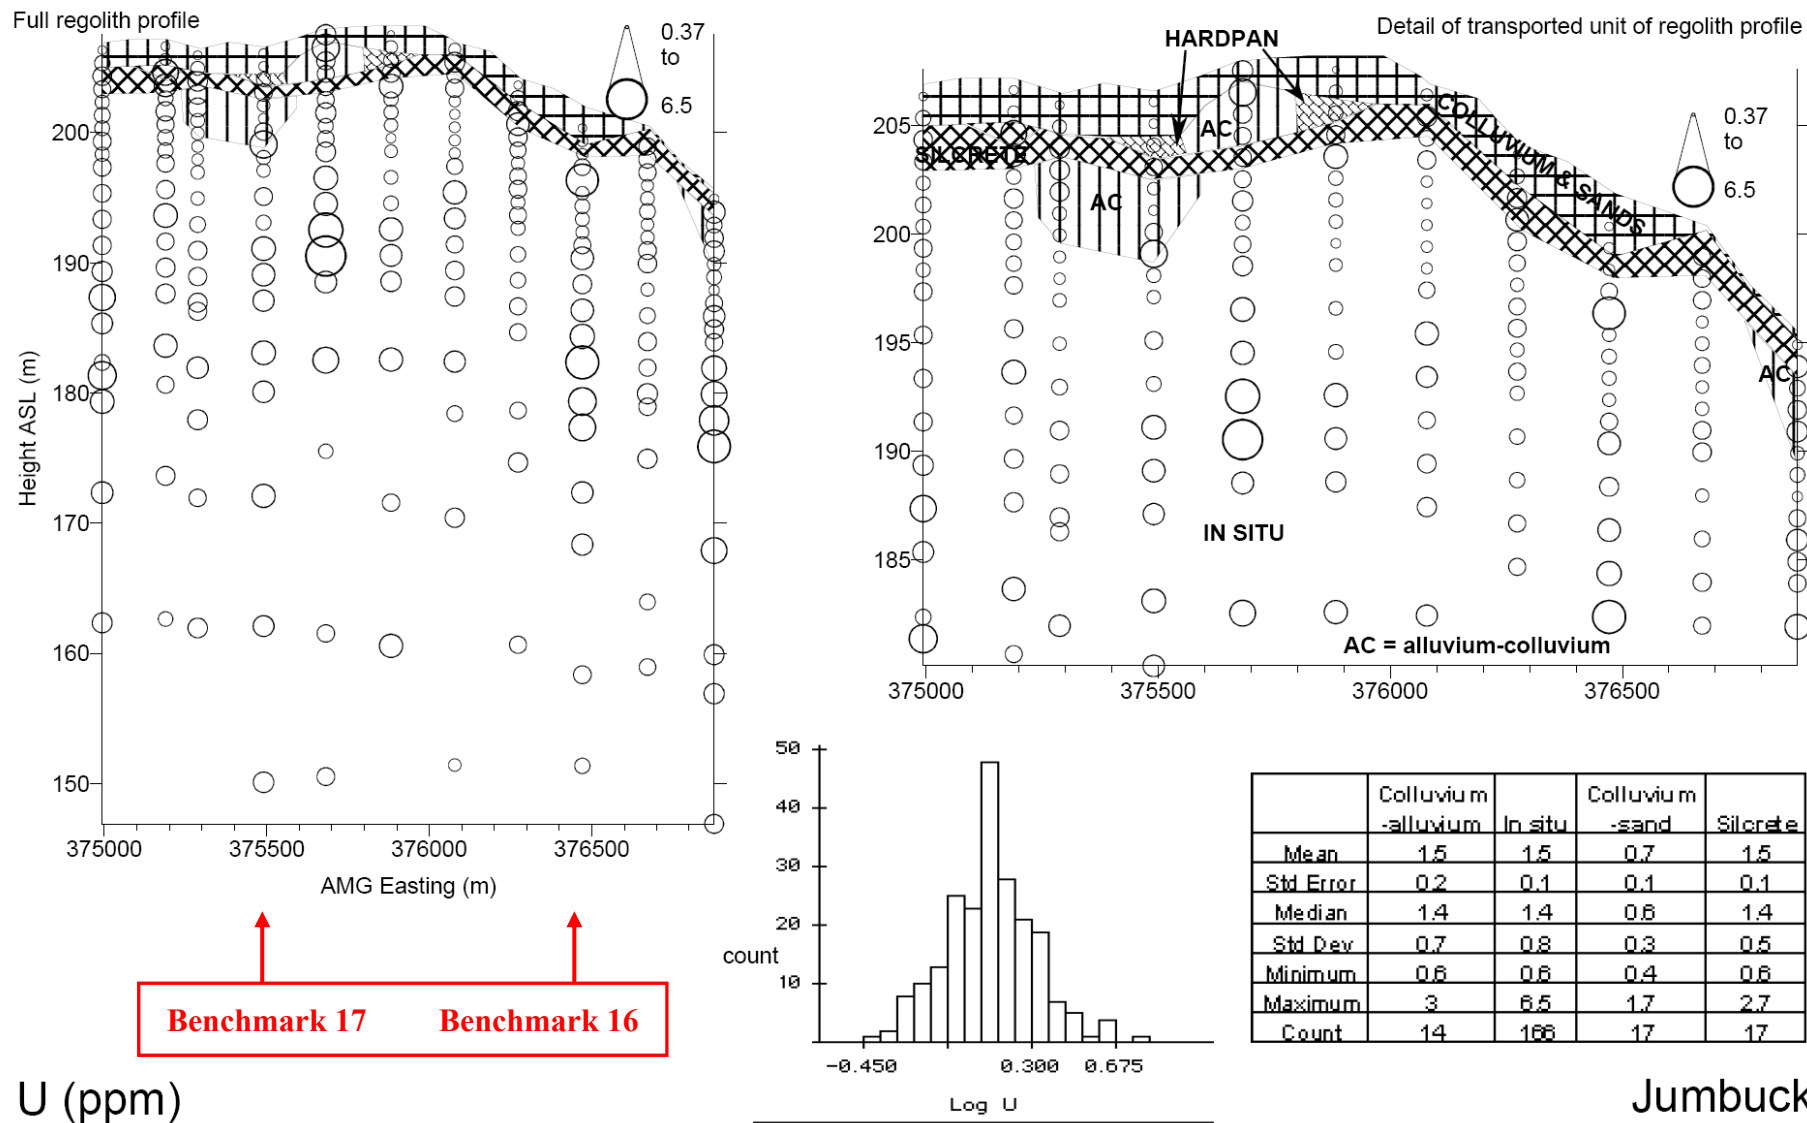 Full regolith profile
0.37
to
6.5
Height ASL (m)
200
190
180
170
160
150
375000 375500 376000 376500
AMG Easting (m)
Benchmark 17 Benchmark 16
U (ppm)
Detail of transported unit of regolith profile
HARDPAN
0.37
to
6.5
205
200
195
190
185
SILCRETE
AC
AC
COLLUVIUM & SANDS
AC
IN SITU
AC = alluvium-colluvium
375000 375500 376000 376500
50
40
30
20
10
count
-0.450 0.300 0.675
Log U
Colluvium -alluvium In situ Colluvium -sand Silcrete
Mean 1.5 1.5 0.7 1.5
Std Error 0.2 0.1 0.1 0.1
Median 1.4 1.4 0.6 1.4
Std Dev 0.7 0.8 0.3 0.5
Minimum 0.6 0.6 0.4 0.6
Maximum 3 6.5 1.7 2.7
Count 14 166 17 17
Jumbuck